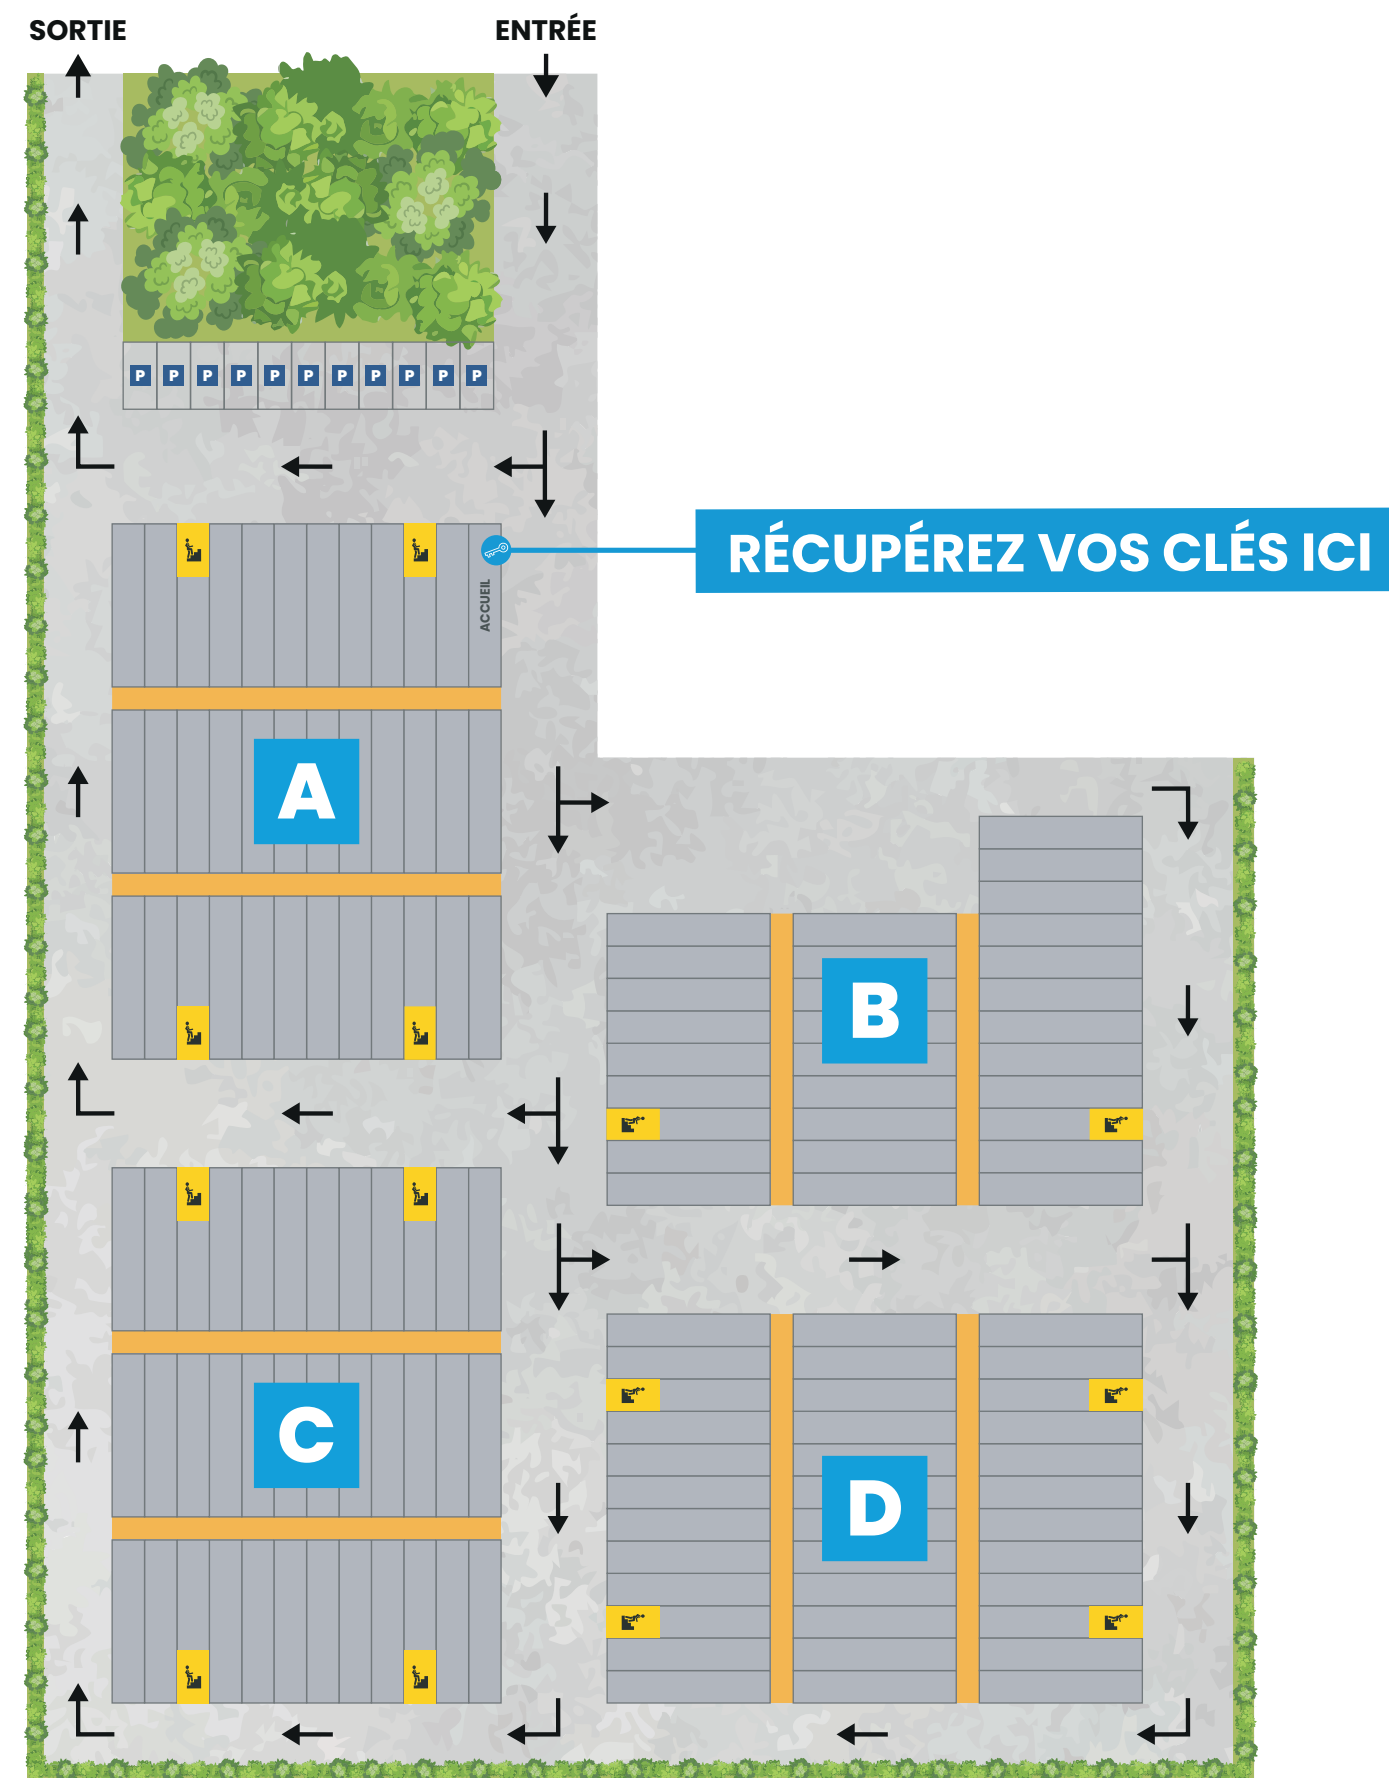 SORTIE
ENTRÉE
P P P P P P P P P P P
RÉCUPÉREZ VOS CLÉS ICI
ACCUEIL
A
B
C
D